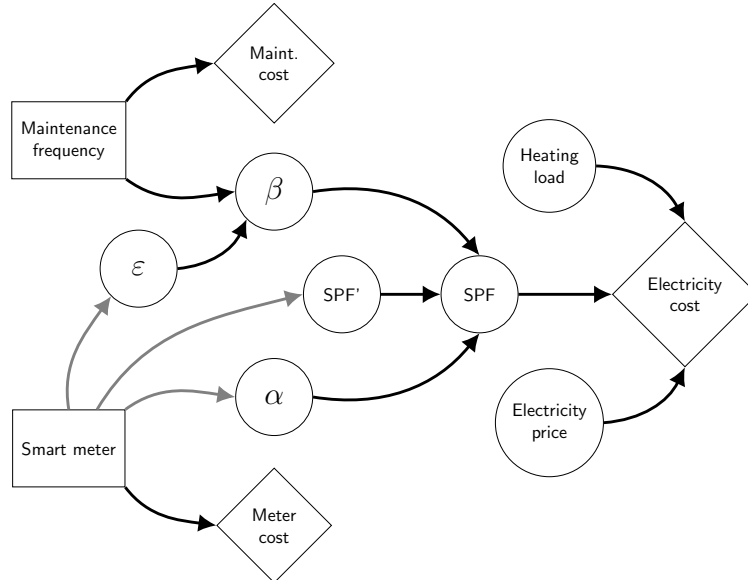 Maint.
cost
Maintenance
frequency
Heating
load
β
ε
SPF'
SPF
Electricity
cost
α
Electricity
price
Smart meter
Meter
cost